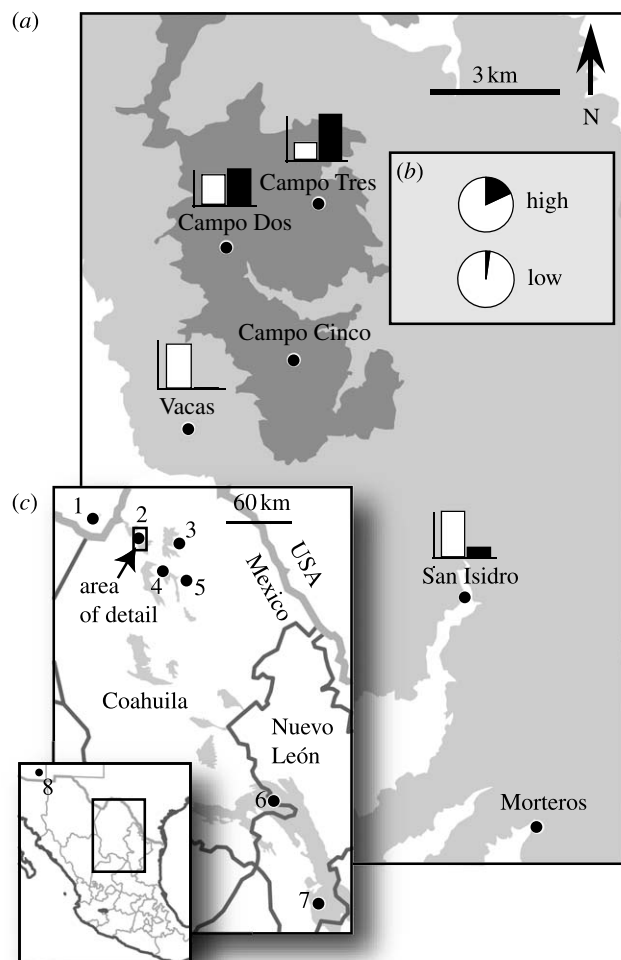 (a)
3 km
N
Campo Tres
(b)
high
low
Campo Dos
Campo Cinco
Vacas
(c)
60 km
1
2
3
4
5
area
of detail
USA
Mexico
San Isidro
Coahuila
Nuevo
León
6
7
8
Morteros